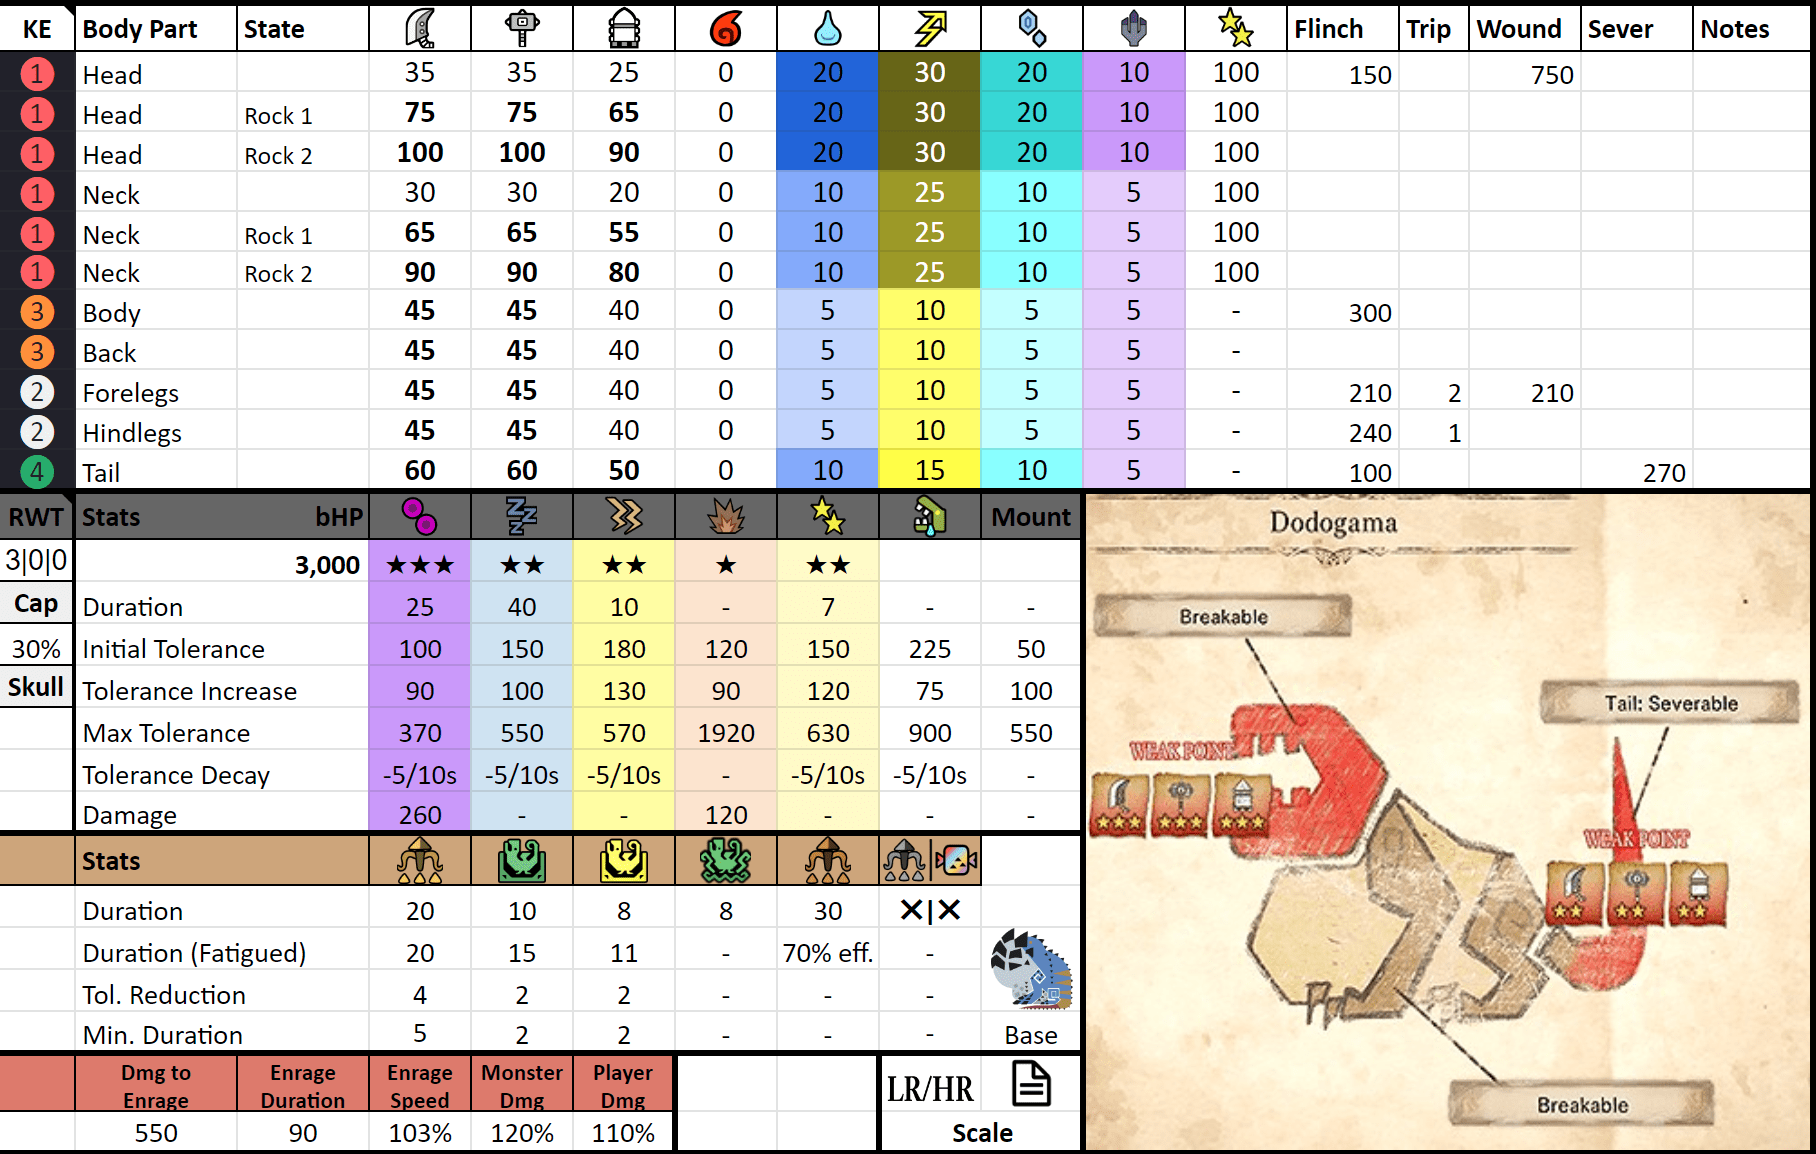 KE Body Part State Flinch Trip Wound Sever Notes
1 Head 35 35 25 0 20 30 20 10 100 150 750
1 Head Rock 1 75 75 65 0 20 30 20 10 100
1 Head Rock 2 100 100 90 0 20 30 20 10 100
1 Neck 30 30 20 0 10 25 10 5 100
1 Neck Rock 1 65 65 55 0 10 25 10 5 100
1 Neck Rock 2 90 90 80 0 10 25 10 5 100
3 Body 45 45 40 0 5 10 5 5 - 300
3 Back 45 45 40 0 5 10 5 5 -
2 Forelegs 45 45 40 0 5 10 5 5 - 210 2 210
2 Hindlegs 45 45 40 0 5 10 5 5 - 240 1
4 Tail 60 60 50 0 10 15 10 5 - 100 270
RWT Stats bHP Mount
3|0|0 3,000 ★★★ ★★ ★★ ★ ★★
Cap Duration 25 40 10 - 7 - -
30% Initial Tolerance 100 150 180 120 150 225 50
Skull Tolerance Increase 90 100 130 90 120 75 100
Max Tolerance 370 550 570 1920 630 900 550
Tolerance Decay -5/10s -5/10s -5/10s - -5/10s -5/10s -
Damage 260 - - 120 - - -
Stats
Duration 20 10 8 8 30 ✕|✕
Duration (Fatigued) 20 15 11 - 70% eff. -
Tol. Reduction 4 2 2 - - -
Min. Duration 5 2 2 - - - Base
Dmg to Enrage Enrage Duration Enrage Speed Monster Dmg Player Dmg LR/HR
550 90 103% 120% 110% Scale
Dodogama
Breakable
Tail: Severable
WEAK POINT
WEAK POINT
Breakable